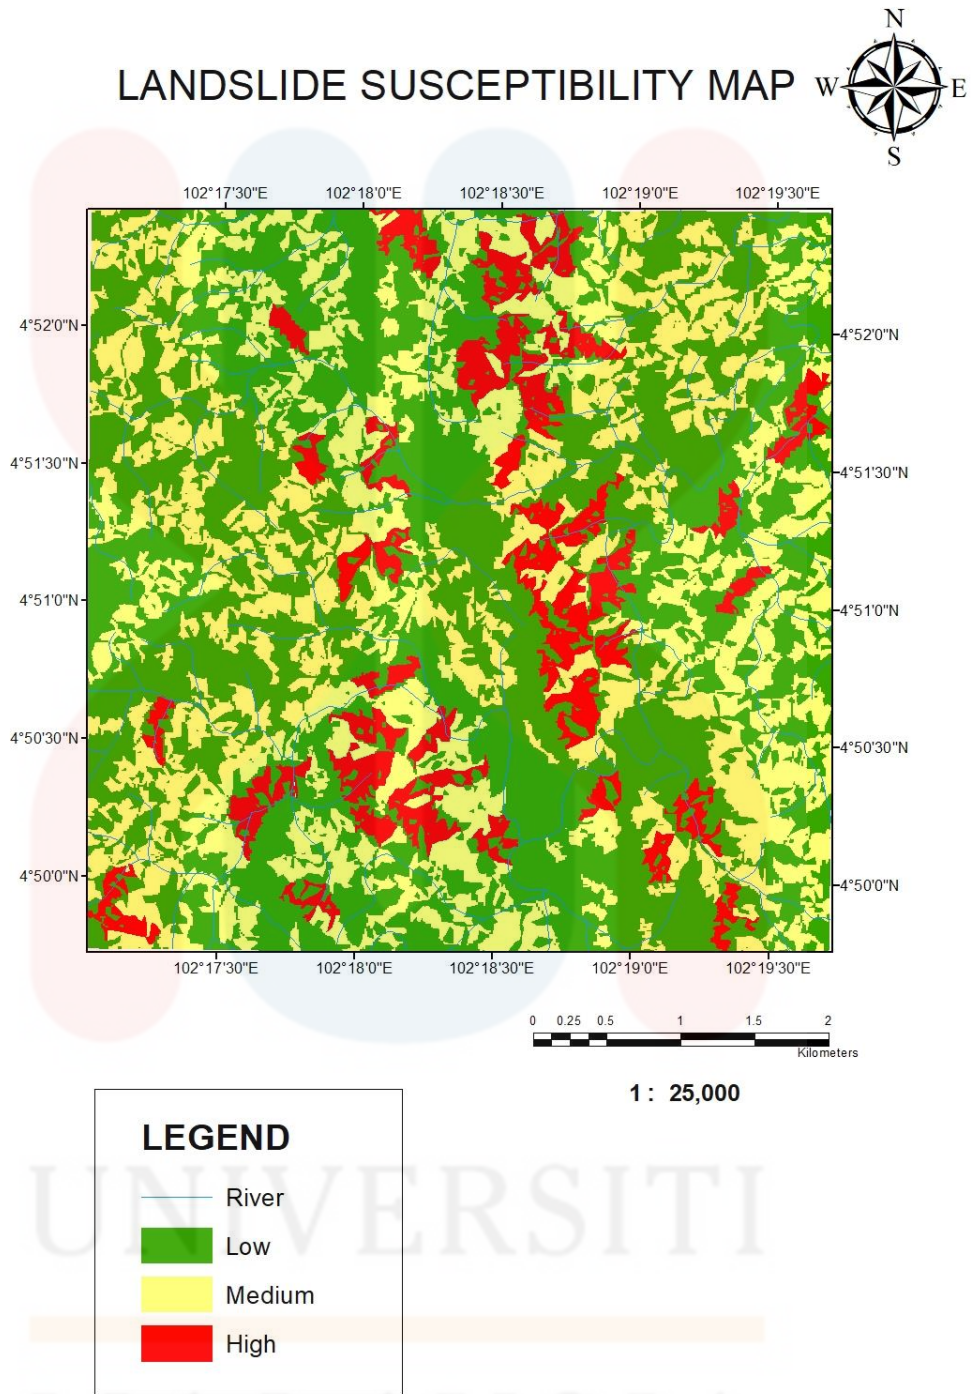 N
LANDSLIDE SUSCEPTIBILITY MAP
W E
S
102°17'30"E 102°18'0"E 102°18'30"E 102°19'0"E 102°19'30"E
4°52'0"N 4°52'0"N
4°51'30"N 4°51'30"N
4°51'0"N 4°51'0"N
4°50'30"N 4°50'30"N
4°50'0"N 4°50'0"N
102°17'30"E 102°18'0"E 102°18'30"E 102°19'0"E 102°19'30"E
0 0.25 0.5 1 1.5 2
Kilometers
1 : 25,000
LEGEND
UNIVERSITI
River
Low
Medium
High